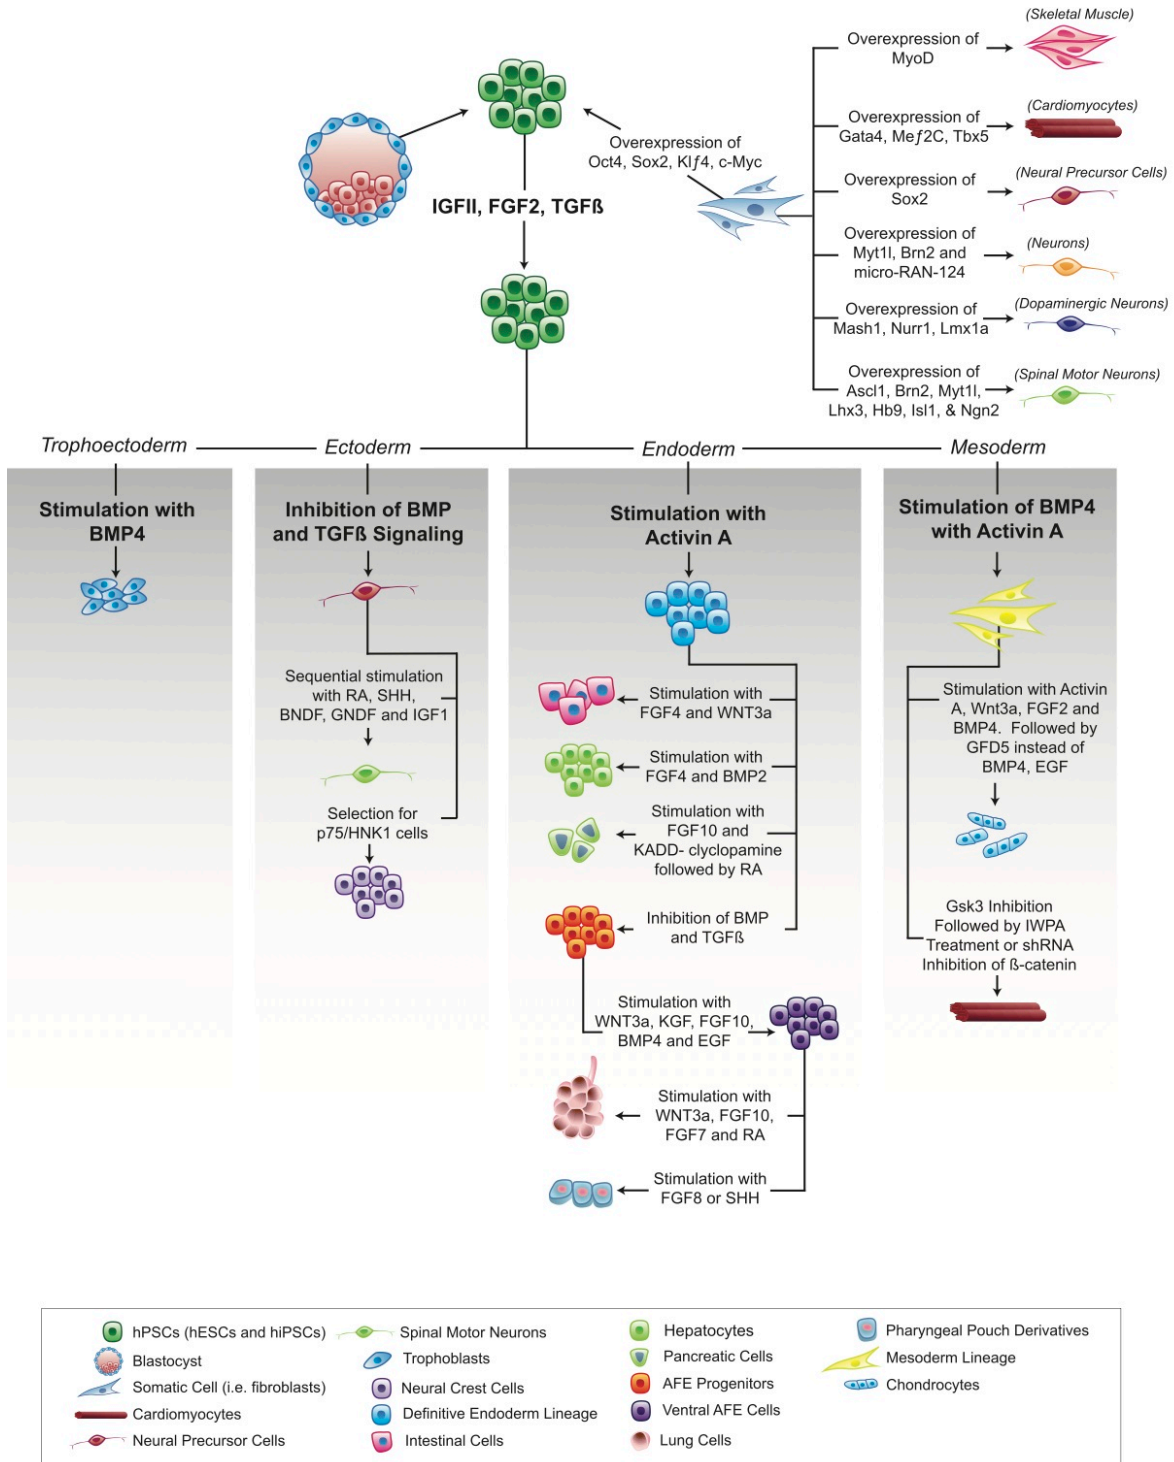 (Skeletal Muscle)
Overexpression of
MyoD
(Cardiomyocytes)
Overexpression of
Gata4, Meƒ2C, Tbx5
Overexpression of
Oct4, Sox2, Klƒ4, c-Myc
(Neural Precursor Cells)
Overexpression of
Sox2
IGFII, FGF2, TGFß
Overexpression of
Myt1l, Brn2 and
micro-RAN-124
(Neurons)
(Dopaminergic Neurons)
Overexpression of
Mash1, Nurr1, Lmx1a
(Spinal Motor Neurons)
Overexpression of
Ascl1, Brn2, Myt1l,
Lhx3, Hb9, Isl1, & Ngn2
Trophoectoderm
Ectoderm
Endoderm
Mesoderm
Stimulation with
BMP4
Inhibition of BMP
and TGFß Signaling
Sequential stimulation
with RA, SHH,
BNDF, GNDF and IGF1
Selection for
p75/HNK1 cells
Stimulation with
Activin A
Stimulation with
FGF4 and WNT3a
Stimulation with
FGF4 and BMP2
Stimulation with
FGF10 and
KADD- clyclopamine
followed by RA
Inhibition of BMP
and TGFß
Stimulation with
WNT3a, KGF, FGF10,
BMP4 and EGF
Stimulation with
WNT3a, FGF10,
FGF7 and RA
Stimulation with
FGF8 or SHH
Stimulation of BMP4
with Activin A
Stimulation with Activin
A, Wnt3a, FGF2 and
BMP4. Followed by
GFD5 instead of
BMP4, EGF
Gsk3 Inhibition
Followed by IWPA
Treatment or shRNA
Inhibition of ß-catenin
hPSCs (hESCs and hiPSCs)
Blastocyst
Somatic Cell (i.e. fibroblasts)
Cardiomyocytes
Neural Precursor Cells
Spinal Motor Neurons
Trophoblasts
Neural Crest Cells
Definitive Endoderm Lineage
Intestinal Cells
Hepatocytes
Pancreatic Cells
AFE Progenitors
Ventral AFE Cells
Lung Cells
Pharyngeal Pouch Derivatives
Mesoderm Lineage
Chondrocytes